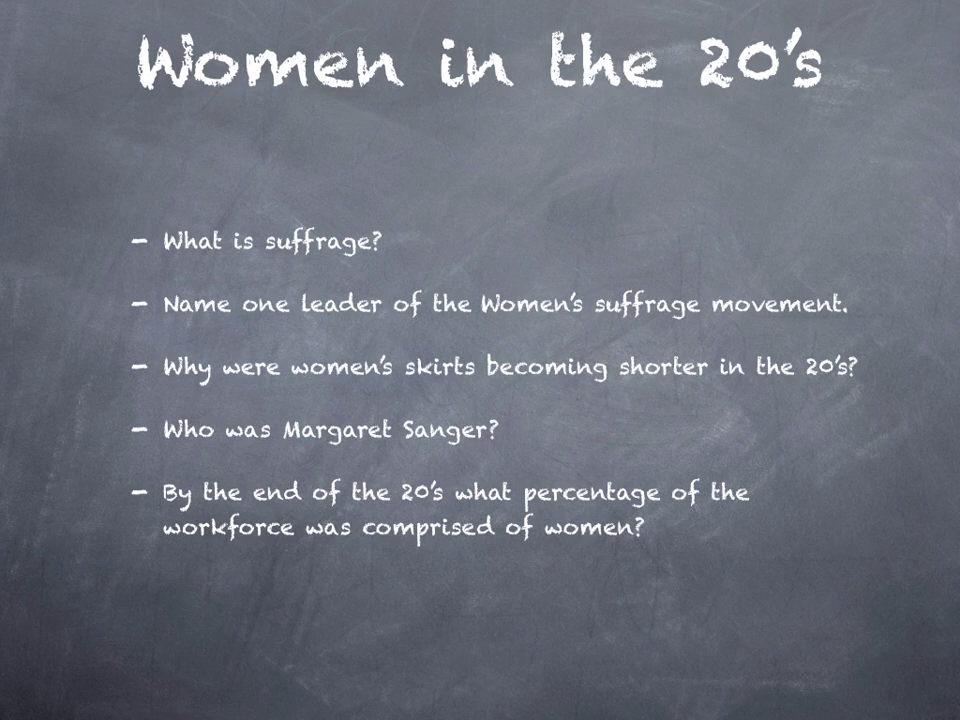 Women in the 20's
- What is suffrage?
- Name one leader of the Women's suffrage movement.
- Why were women's skirts becoming shorter in the 20's?
- Who was Margaret Sanger?
- By the end of the 20's what percentage of the
workforce was comprised of women?